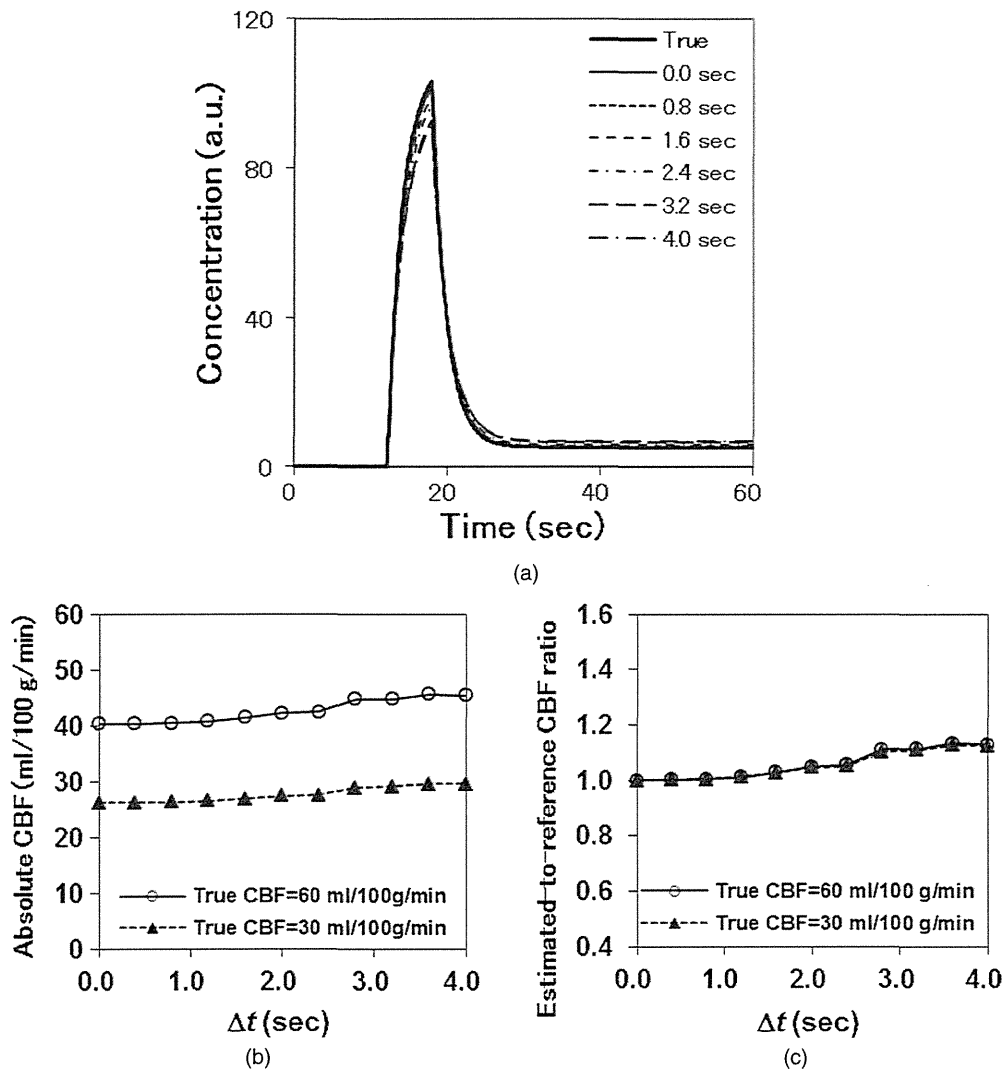 120
80
40
0
0
20
40
60
Concentration (a.u.)
Time (sec)
True
0.0 sec
0.8 sec
1.6 sec
2.4 sec
3.2 sec
4.0 sec
(a)
60
50
40
30
20
10
0
Absolute CBF (ml/100 g/min)
True CBF=60 ml/100g/min
True CBF=30 ml/100g/min
0.0
1.0
2.0
3.0
4.0
Δt (sec)
(b)
1.6
1.4
1.2
1.0
0.8
0.6
0.4
Estimated-to-reference CBF ratio
True CBF=60 ml/100 g/min
True CBF=30 ml/100 g/min
0.0
1.0
2.0
3.0
4.0
Δt (sec)
(c)